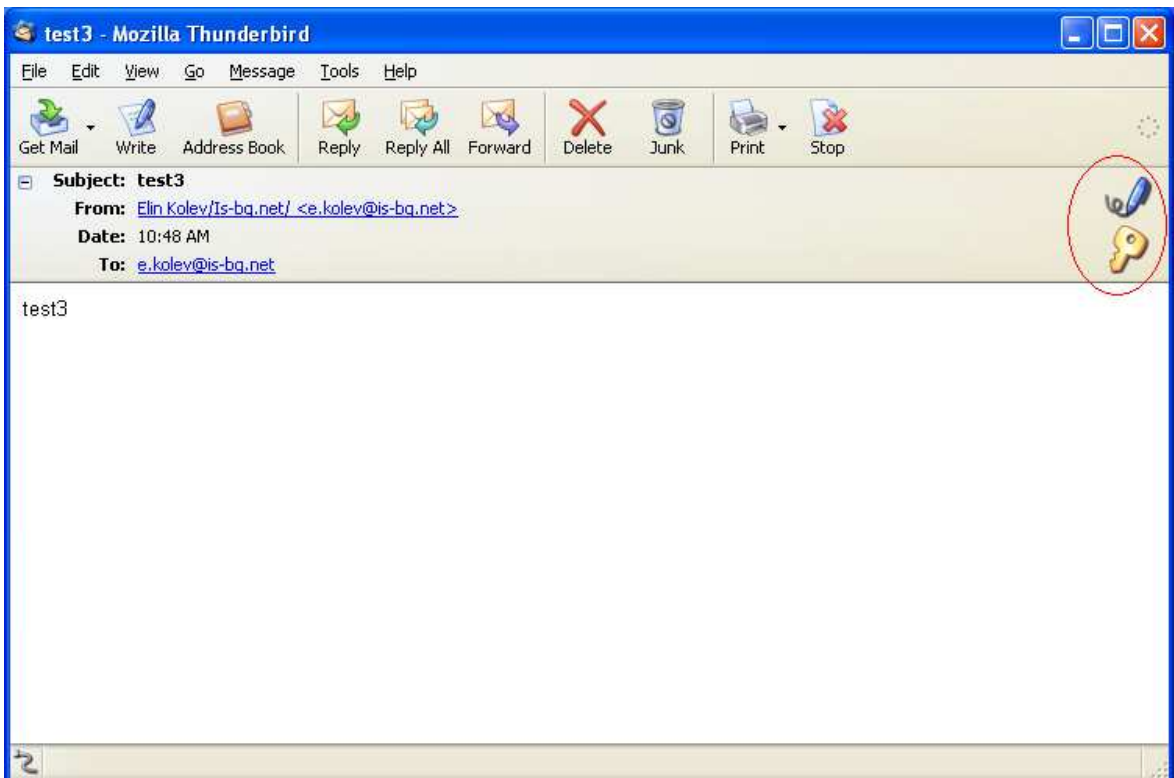 test3 - Mozilla Thunderbird
File Edit View Go Message Tools Help
Get Mail Write Address Book Reply Reply All Forward Delete Junk Print Stop
Subject: test3
From: Elin Kolev/Is-bg.net/ <e.kolev@is-bg.net>
Date: 10:48 AM
To: e.kolev@is-bg.net
test3